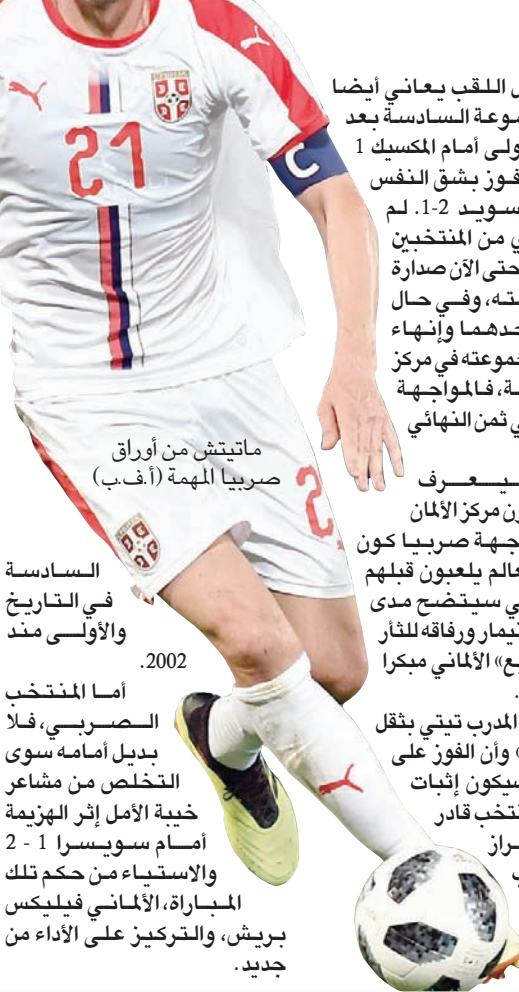 ل اللقب يعاني أيضا
موعة السادسة بعد
ولى أمام المكسيك 1
فوز بشق النفس
سويد 2-1. لم
ي من المنتخبين
حتى الآن صدارة
ته، وفي حال
حدهما وإنهاء
جموعته في مركز
ة، فالمواجهة
ي ثمن النهائي
يعرف
ون مركز الألمان
جهة صربيا كون
عالم يلعبون قبلهم
ي سيتضح مدى
نيمار ورفاقه للثأر
بع» الألماني مبكرا
.
المدرب تيتي بثقل
» وأن الفوز على
سيكون إثبات
نتخب قادر
راز
ب
21
C
2
ماتيتش من أوراق
صربيا المهمة (أ.ف.ب)
السادسة
في التاريخ
والأولى منذ
2002.
أما المنتخب
الصربي، فلا
بديل أمامه سوى
التخلص من مشاعر
خيبة الأمل إثر الهزيمة
أمام سويسرا 1 - 2
والاستياء من حكم تلك
المباراة، الألماني فيليكس
بريش، والتركيز على الأداء من
جديد.